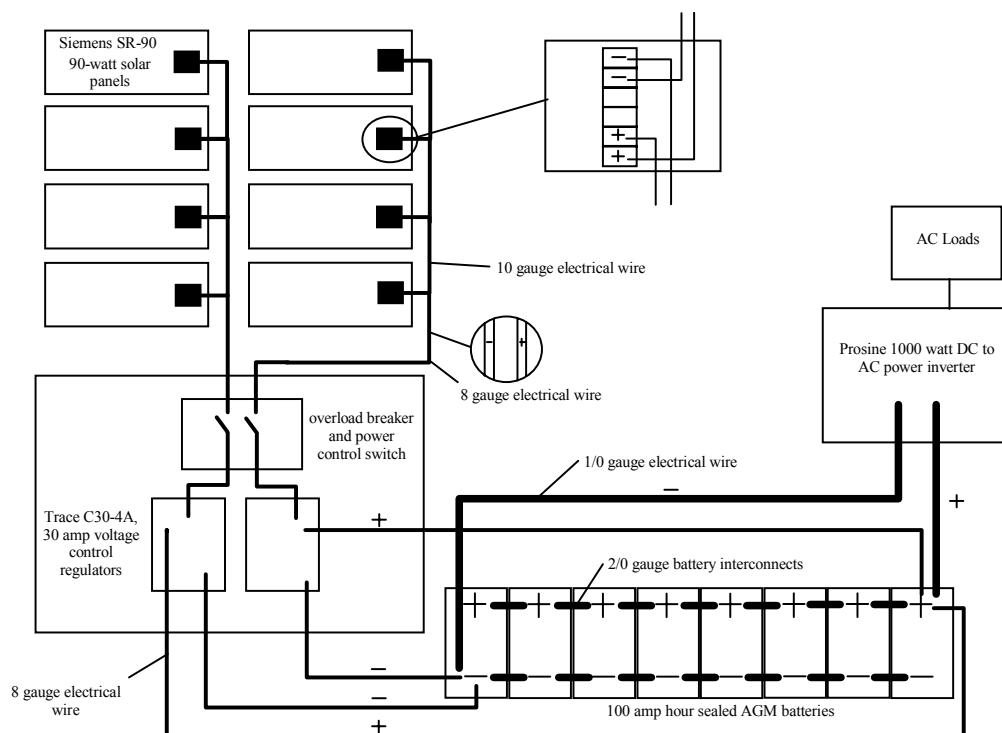 Siemens SR-90
90-watt solar
panels
−
−
+
+
AC Loads
10 gauge electrical wire
- +
Prosine 1000 watt DC to
AC power inverter
8 gauge electrical wire
overload breaker
and power
control switch
1/0 gauge electrical wire
−
+
Trace C30-4A,
30 amp voltage
control
regulators
+
2/0 gauge battery interconnects
+ + + + + + + +
− − − − − − − −
−
8 gauge electrical
wire
−
+
100 amp hour sealed AGM batteries